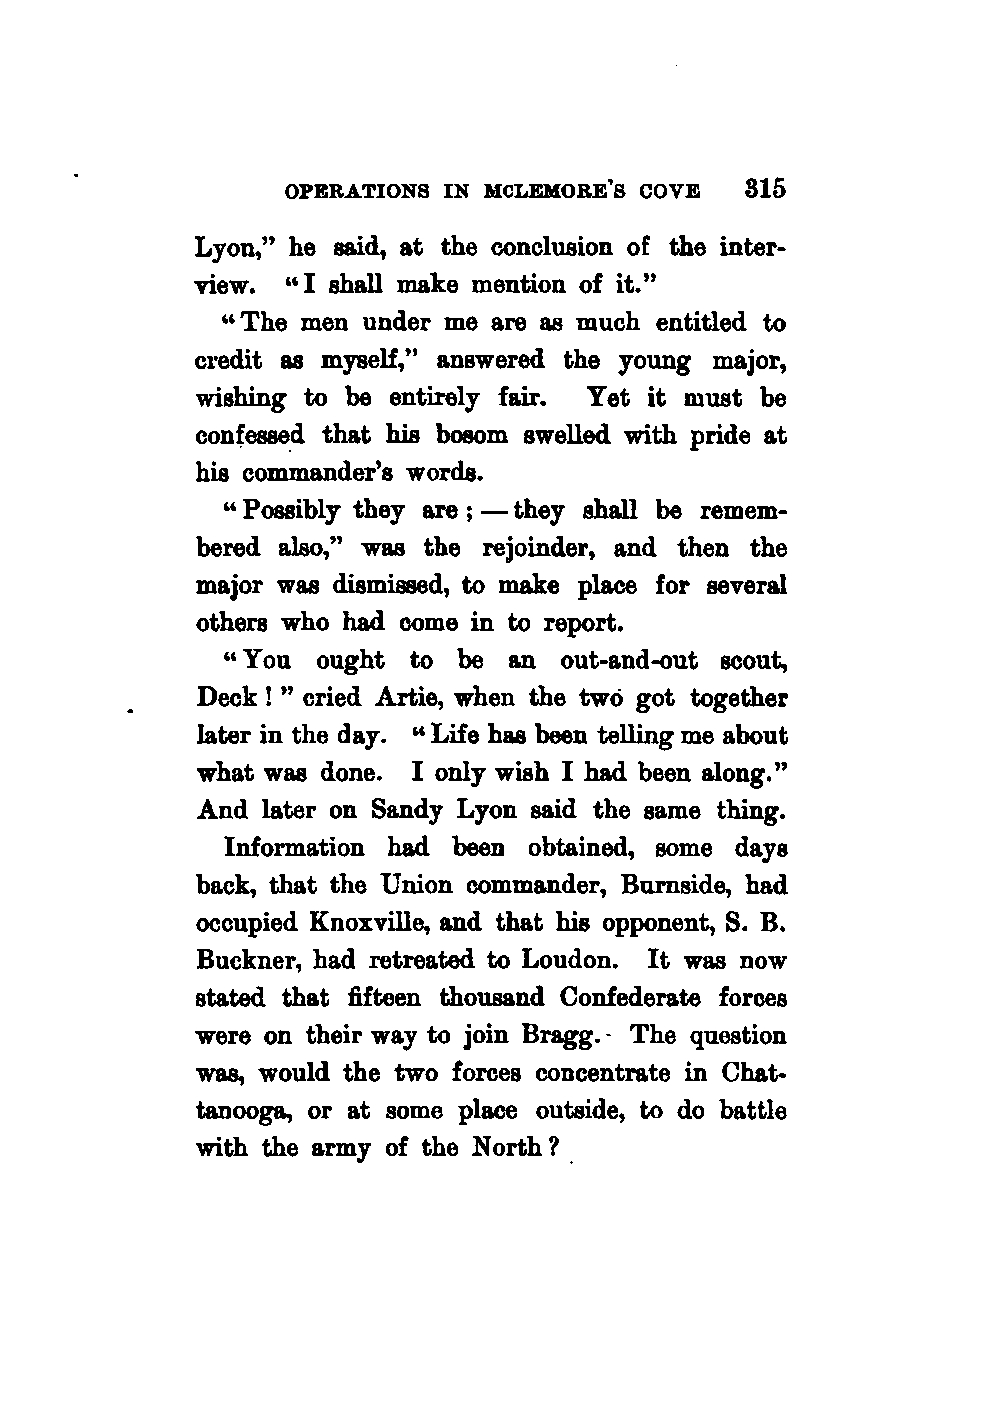 OPERATIONS IN MCLEMORE'S COVE 315
Lyon," he said, at the conclusion of the inter-
view. "I shall make mention of it."
"The men under me are as much entitled to
credit as myself," answered the young major,
wishing to be entirely fair. Yet it must be
confessed that his bosom swelled with pride at
his commander's words.
"Possibly they are; — they shall be remem-
bered also," was the rejoinder, and then the
major was dismissed, to make place for several
others who had come in to report.
"You ought to be an out-and-out scout,
Deck!" cried Artie, when the two got together
later in the day. "Life has been telling me about
what was done. I only wish I had been along."
And later on Sandy Lyon said the same thing.
Information had been obtained, some days
back, that the Union commander, Burnside, had
occupied Knoxville, and that his opponent, S. B.
Buckner, had retreated to Loudon. It was now
stated that fifteen thousand Confederate forces
were on their way to join Bragg. The question
was, would the two forces concentrate in Chat-
tanooga, or at some place outside, to do battle
with the army of the North?